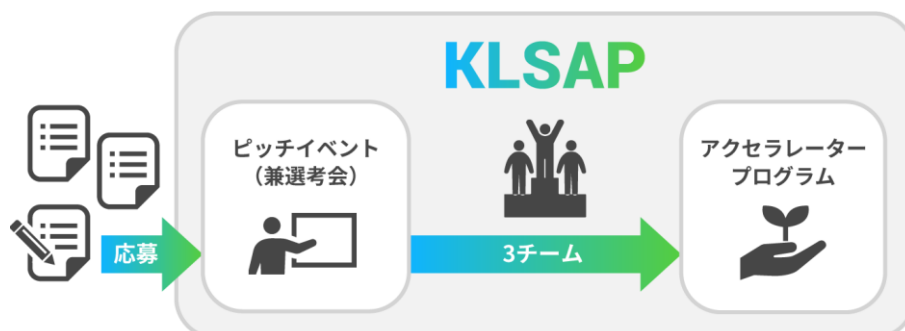 KLSAP
ピッチイベント
（兼選考会）
アクセラレーター
プログラム
応募
3チーム